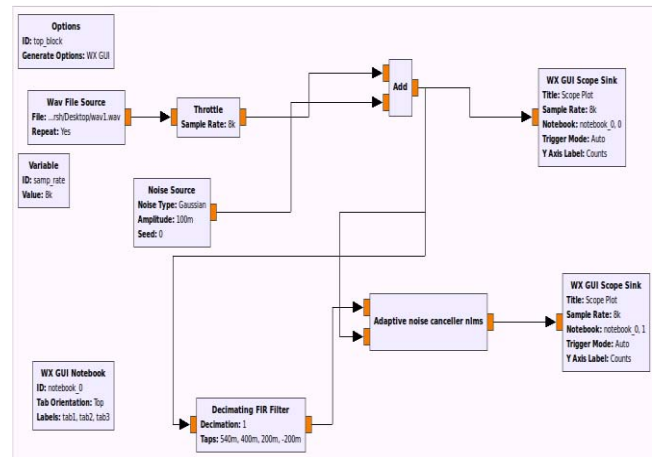 Options
ID: top_block
Generate Options: WX GUI
Wav File Source
File: ...rsh/Desktop/wav1.wav
Repeat: Yes
Throttle
Sample Rate: 8k
Add
WX GUI Scope Sink
Title: Scope Plot
Sample Rate: 8k
Notebook: notebook_0, 0
Trigger Mode: Auto
Y Axis Label: Counts
Variable
ID: samp_rate
Value: 8k
Noise Source
Noise Type: Gaussian
Amplitude: 100m
Seed: 0
Adaptive noise canceller nlms
WX GUI Scope Sink
Title: Scope Plot
Sample Rate: 8k
Notebook: notebook_0, 1
Trigger Mode: Auto
Y Axis Label: Counts
WX GUI Notebook
ID: notebook_0
Tab Orientation: Top
Labels: tab1, tab2, tab3
Decimating FIR Filter
Decimation: 1
Taps: 540m, 400m, 200m, -200m